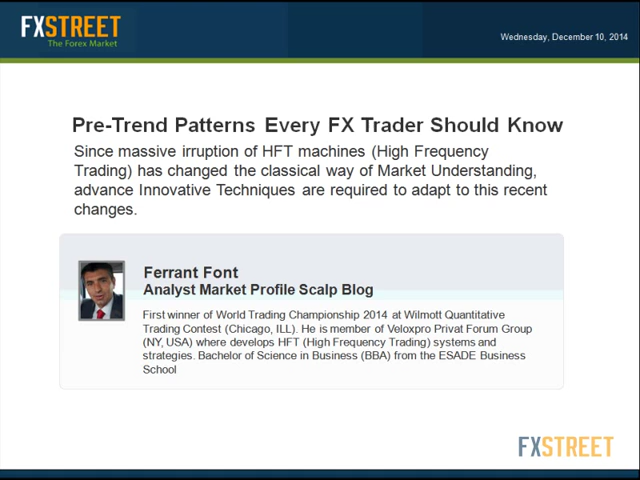 FXSTREET
The Forex Market
Wednesday, December 10, 2014
Pre-Trend Patterns Every FX Trader Should Know
Since massive irruption of HFT machines (High Frequency
Trading) has changed the classical way of Market Understanding,
advance Innovative Techniques are required to adapt to this recent
changes.
Ferrant Font
Analyst Market Profile Scalp Blog
First winner of World Trading Championship 2014 at Wilmott Quantitative
Trading Contest (Chicago, ILL). He is member of Veloxpro Privat Forum Group
(NY, USA) where develops HFT (High Frequency Trading) systems and
strategies. Bachelor of Science in Business (BBA) from the ESADE Business
School
FXSTREET